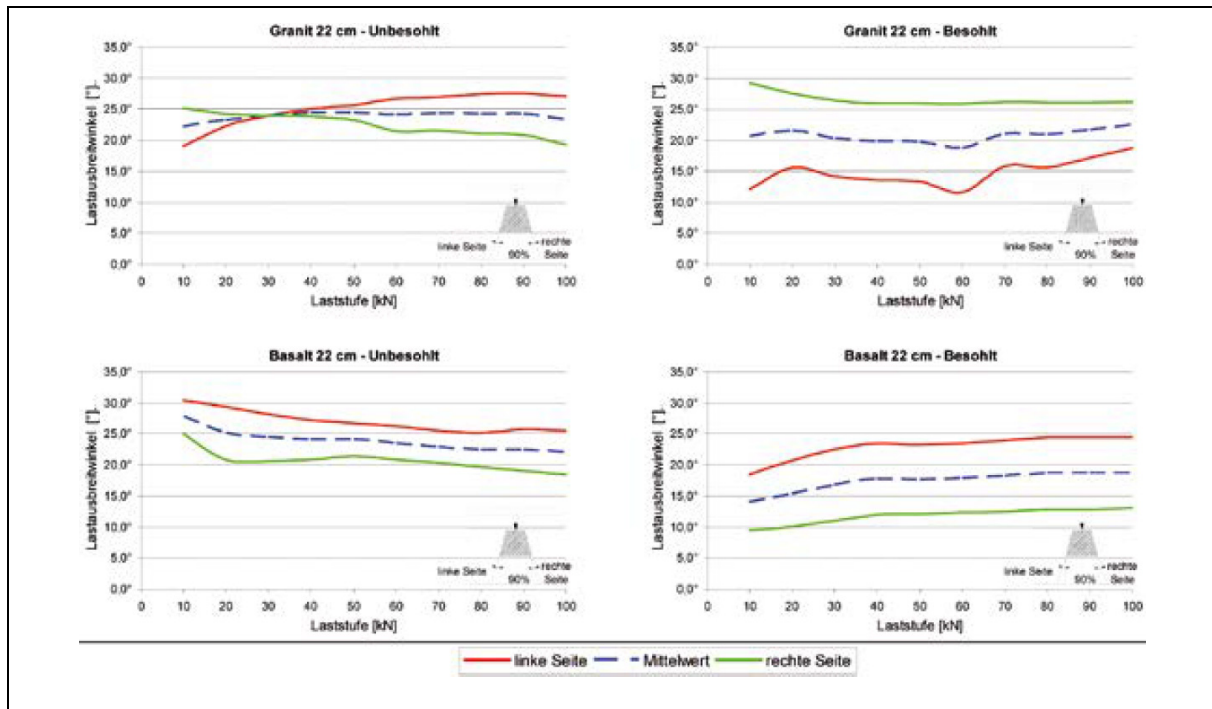 Granit 22 cm - Unbesohlt
35,0°
30,0°
25,0°
20,0°
15,0°
10,0°
5,0°
0,0°
Lastausbreitwinkel [°].
linke Seite
90%
rechte
Seite
0 10 20 30 40 50 60 70 80 90 100
Laststufe [kN]
Granit 22 cm - Besohlt
35,0°
30,0°
25,0°
20,0°
15,0°
10,0°
5,0°
0,0°
Lastausbreitwinkel [°].
linke Seite
90%
rechte
Seite
0 10 20 30 40 50 60 70 80 90 100
Laststufe [kN]
Basalt 22 cm - Unbesohlt
35,0°
30,0°
25,0°
20,0°
15,0°
10,0°
5,0°
0,0°
Lastausbreitwinkel [°].
linke Seite
90%
rechte
Seite
0 10 20 30 40 50 60 70 80 90 100
Laststufe [kN]
Basalt 22 cm - Besohlt
35,0°
30,0°
25,0°
20,0°
15,0°
10,0°
5,0°
0,0°
Lastausbreitwinkel [°].
linke Seite
90%
rechte
Seite
0 10 20 30 40 50 60 70 80 90 100
Laststufe [kN]
linke Seite Mittelwert rechte Seite